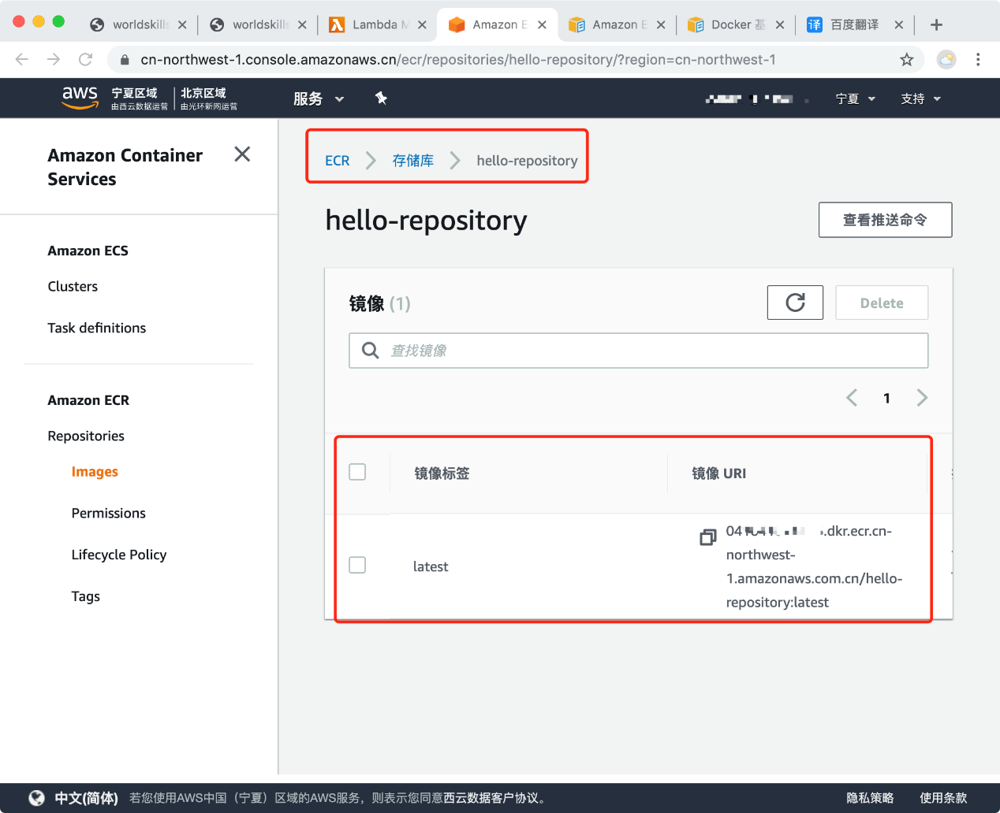 worldskills
worldskills
Lambda M
Amazon E
Amazon E
Docker 基
译 百度翻译
cn-northwest-1.console.amazonaws.cn/ecr/repositories/hello-repository/?region=cn-northwest-1
aws
宁夏区域
由西云数据运营
北京区域
由光环新网运营
服务
宁夏
支持
Amazon Container
Services
Amazon ECS
Clusters
Task definitions
Amazon ECR
Repositories
Images
Permissions
Lifecycle Policy
Tags
ECR 存储库 hello-repository
hello-repository
查看推送命令
镜像 (1)
Delete
查找镜像
1
镜像标签
镜像 URI
latest
.dkr.ecr.cn-
northwest-
1.amazonaws.com.cn/hello-
repository:latest
中文(简体)
若您使用AWS中国（宁夏）区域的AWS服务，则表示您同意西云数据客户协议。
隐私策略
使用条款